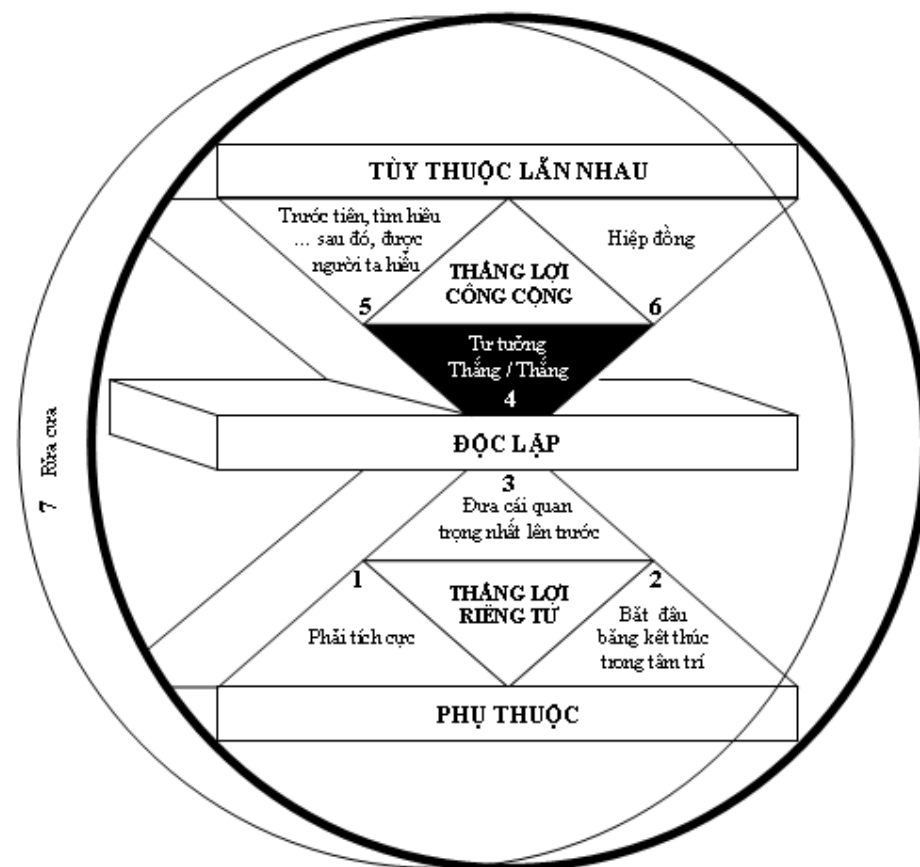 TÙY THUỘC LẪN NHAU
Trước tiên, tìm hiểu
... sau đó, được
người ta hiểu
5
THẮNG LỢI
CÔNG CỘNG
Hiệp đồng
6
Tư tưởng
Thắng / Thắng
4
ĐỘC LẬP
7 Rũa cưa
3
Đưa cái quan
trọng nhất lên trước
1
Phải tích cực
THẮNG LỢI
RIÊNG TƯ
2
Bắt đầu
bằng kết thúc
trong tâm trí
PHỤ THUỘC